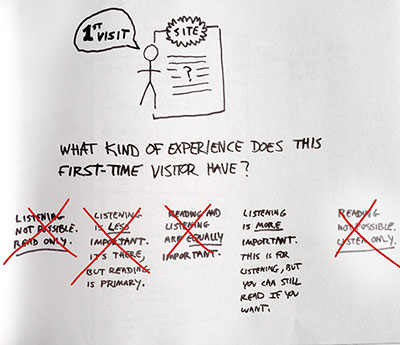 1ST
VISIT
SITE
?
WHAT KIND OF EXPERIENCE DOES THIS
FIRST-TIME VISITOR HAVE?
LISTENING
NOT POSSIBLE.
READ ONLY.
LISTENING
IS LESS
IMPORTANT.
IT'S THERE,
BUT READING
IS PRIMARY.
READING AND
LISTENING
ARE EQUALLY
IMPORTANT.
LISTENING
IS MORE
IMPORTANT.
THIS IS FOR
LISTENING, BUT
YOU CAN STILL
READ IF YOU
WANT.
READING
NOT POSSIBLE.
LISTEN ONLY.